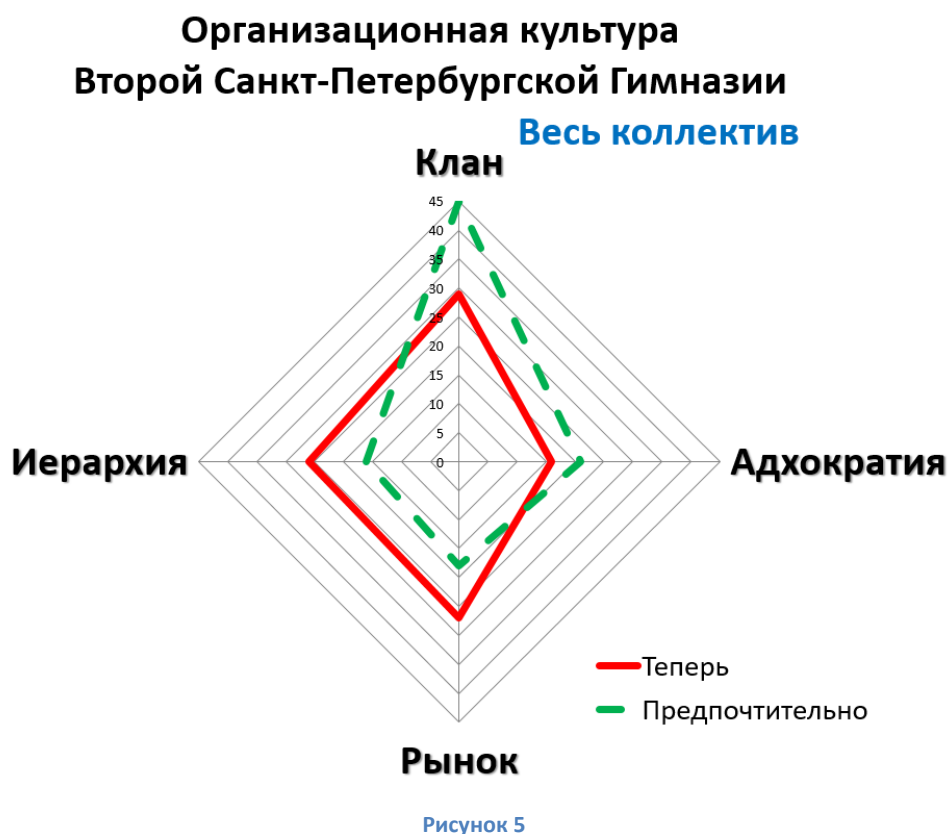 Организационная культура
Второй Санкт-Петербургской Гимназии
Весь коллектив
Клан
45
40
35
30
25
20
15
10
5
0
Иерархия
Адхократия
Теперь
Предпочтительно
Рынок
Рисунок 5